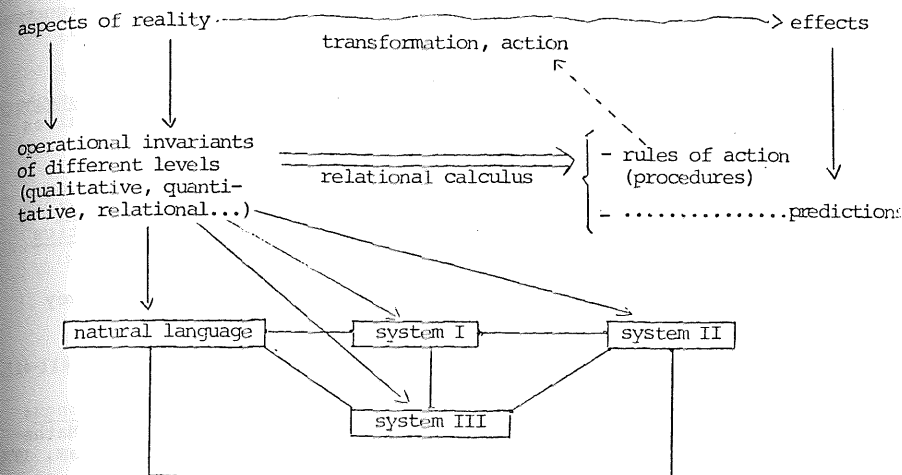 aspects of reality
effects
transformation, action
operational invariants
of different levels
(qualitative, quanti-
tative, relational...)
relational calculus
- rules of action
(procedures)
- ...............predictions
natural language
system I
system II
system III